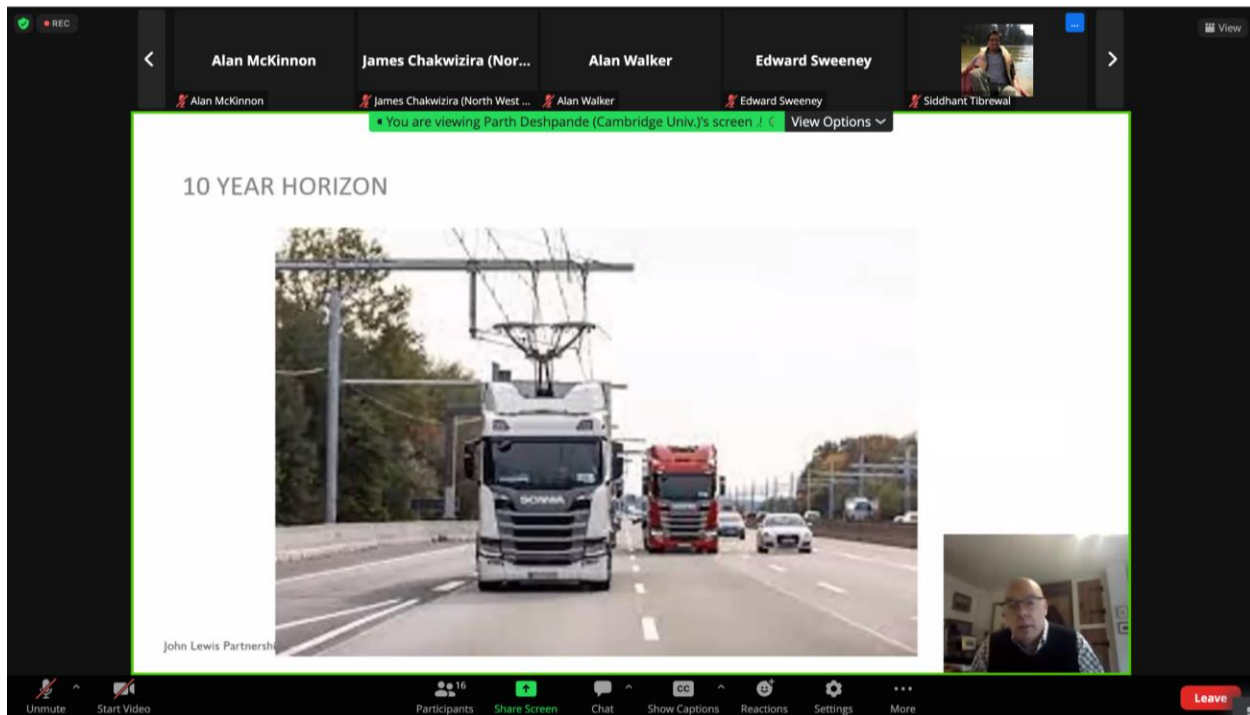 REC
View
Alan McKinnon
James Chakwizira (Nor...
Alan Walker
Edward Sweeney
Alan McKinnon
James Chakwizira (North West ...
Alan Walker
Edward Sweeney
Siddhant Tibrewal
You are viewing Parth Deshpande (Cambridge Univ.)'s screen
View Options
10 YEAR HORIZON
SCANIA
John Lewis Partnershi
Unmute
Start Video
16
Participants
Share Screen
Chat
CC
Show Captions
Reactions
Settings
More
Leave